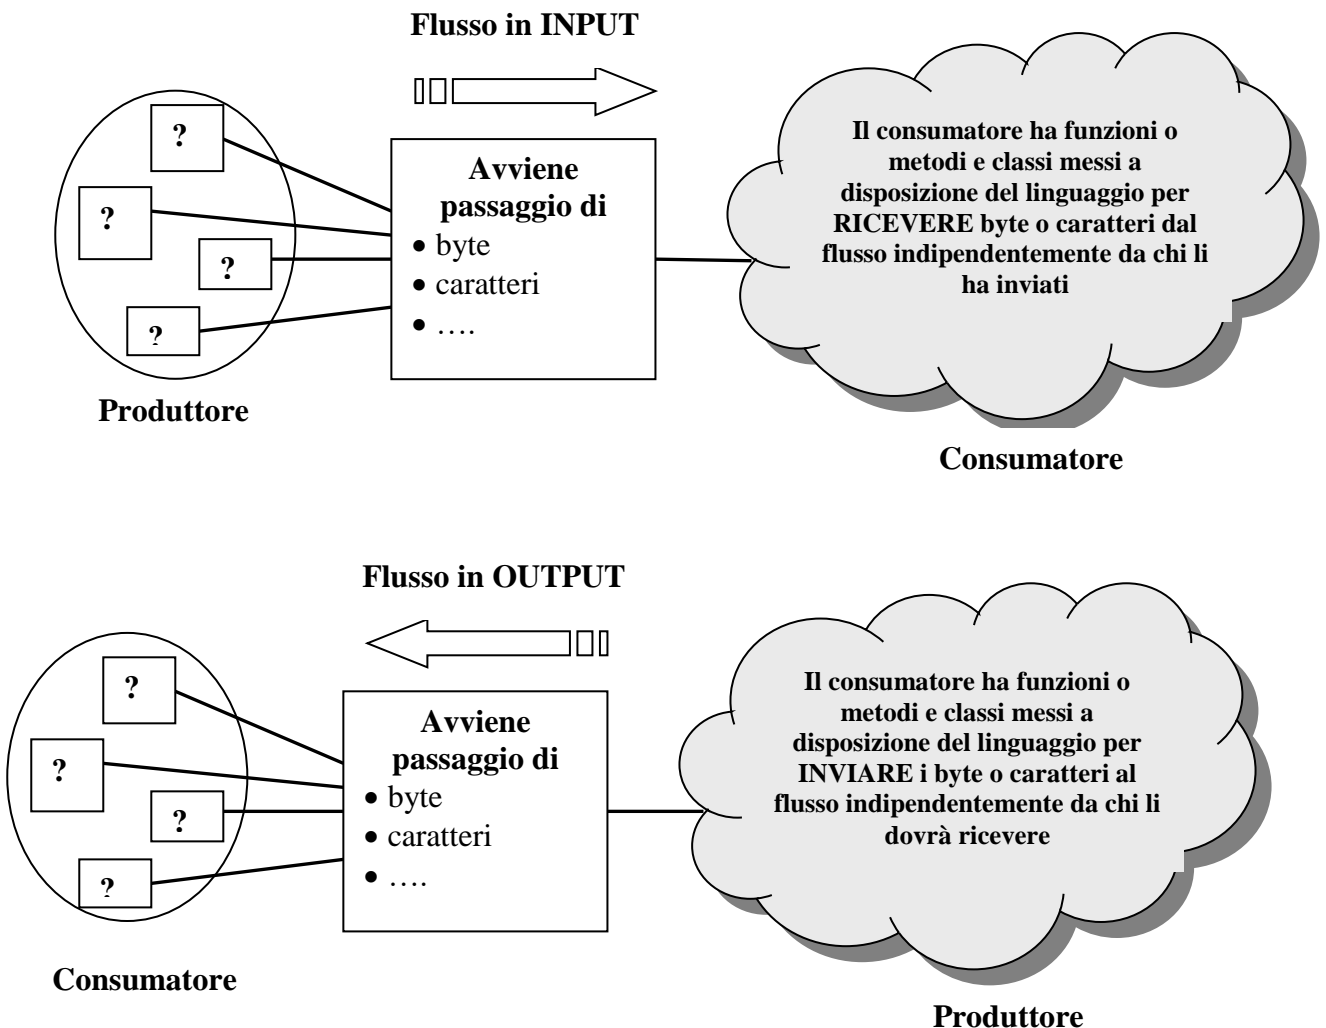 Flusso in INPUT
?
?
?
?
Produttore
Avviene
passaggio di
• byte
• caratteri
• ….
Il consumatore ha funzioni o
metodi e classi messi a
disposizione del linguaggio per
RICEVERE byte o caratteri dal
flusso indipendentemente da chi li
ha inviati
Consumatore
Flusso in OUTPUT
?
?
?
?
Consumatore
Avviene
passaggio di
• byte
• caratteri
• ….
Il consumatore ha funzioni o
metodi e classi messi a
disposizione del linguaggio per
INVIARE i byte o caratteri al
flusso indipendentemente da chi li
dovrà ricevere
Produttore